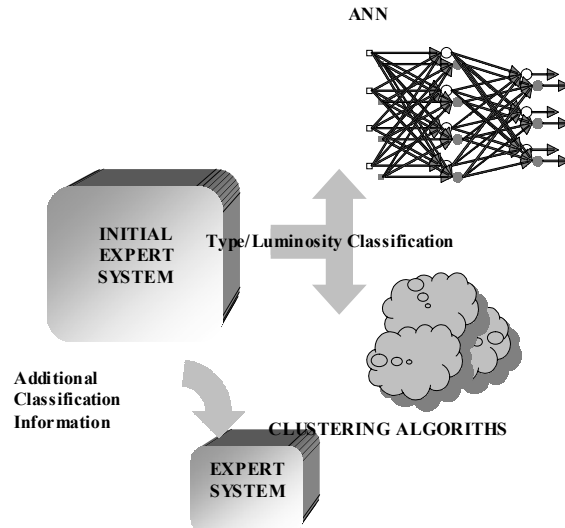 ANN
INITIAL
EXPERT
SYSTEM
Type/Luminosity Classification
Additional
Classification
Information
CLUSTERING ALGORITHS
EXPERT
SYSTEM